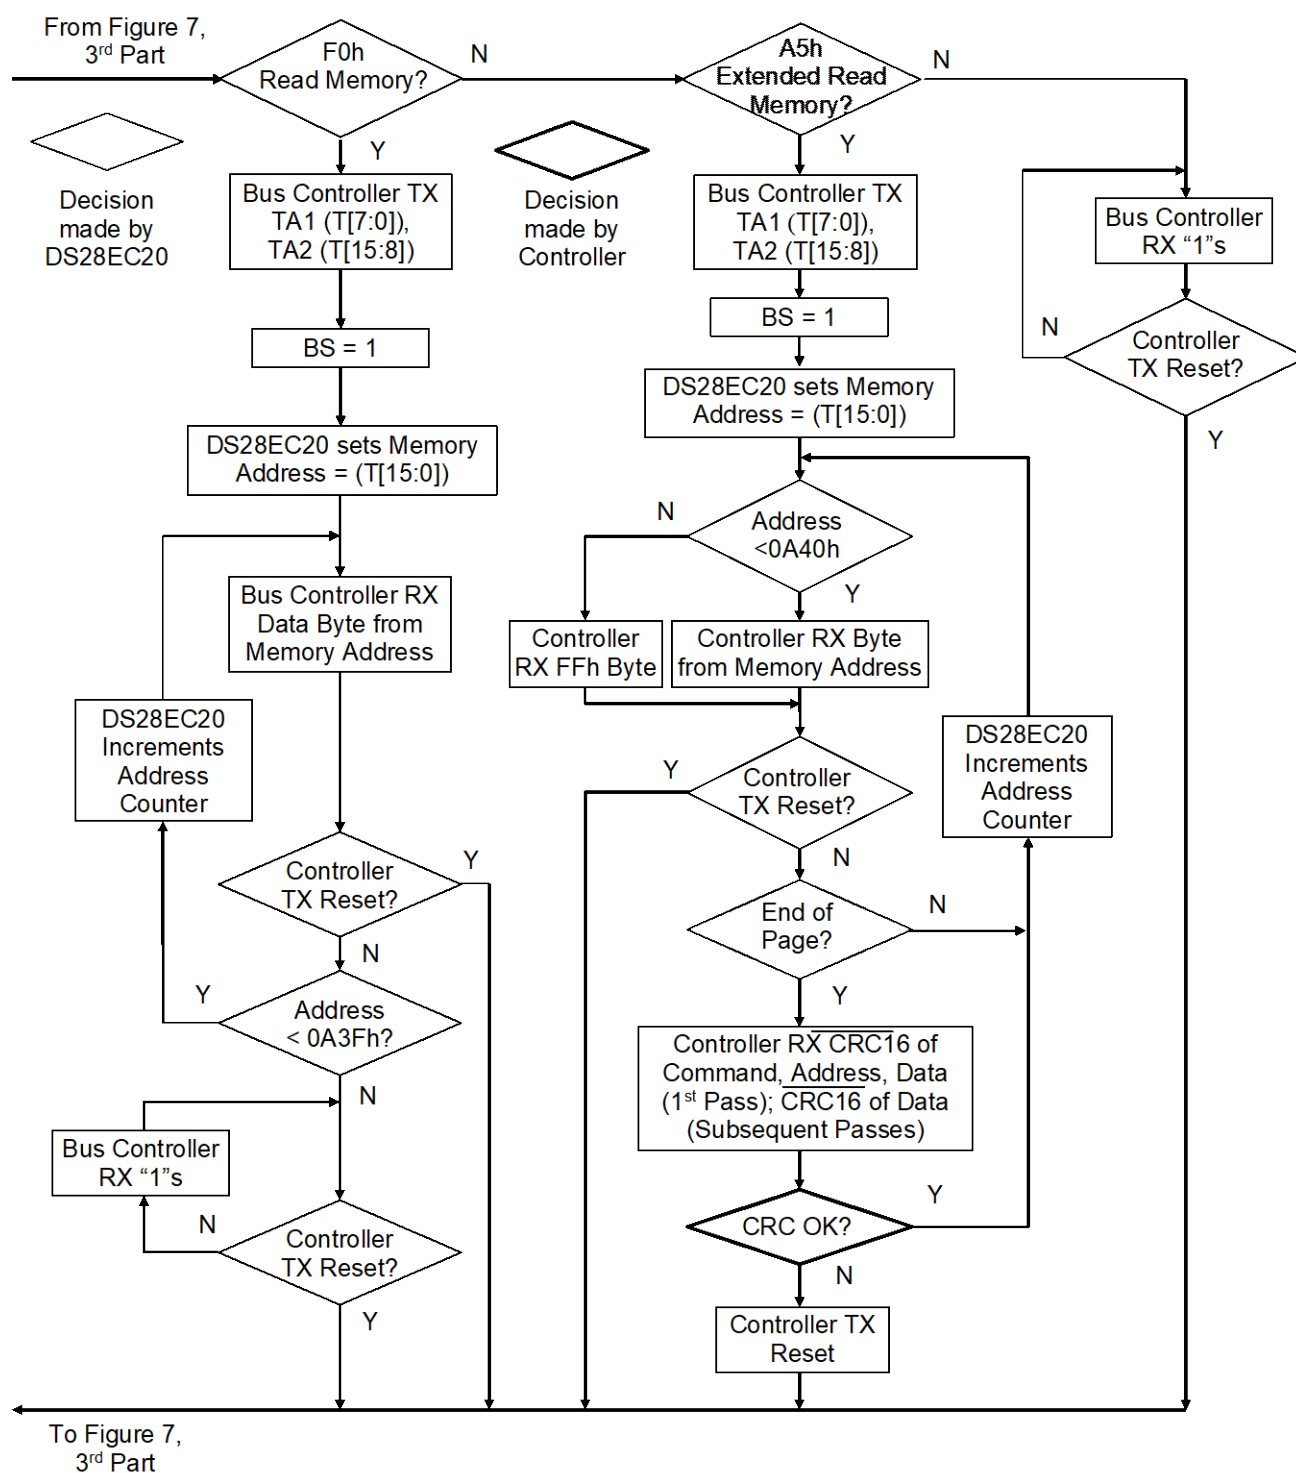 From Figure 7,
3rd Part
F0h
Read Memory?
N
Y
Decision
made by
DS28EC20
Bus Controller TX
TA1 (T[7:0]),
TA2 (T[15:8])
BS = 1
DS28EC20 sets Memory
Address = (T[15:0])
Bus Controller RX
Data Byte from
Memory Address
DS28EC20
Increments
Address
Counter
Controller
TX Reset?
Y
N
Address
< 0A3Fh?
Y
N
Bus Controller
RX “1”s
N
Controller
TX Reset?
Y
A5h
Extended Read
Memory?
N
Y
Decision
made by
Controller
Bus Controller TX
TA1 (T[7:0]),
TA2 (T[15:8])
BS = 1
DS28EC20 sets Memory
Address = (T[15:0])
N
Address
<0A40h
Y
Controller
RX FFh Byte
Controller RX Byte
from Memory Address
Y
Controller
TX Reset?
N
DS28EC20
Increments
Address
Counter
End of
Page?
N
Y
Controller RX CRC16 of
Command, Address, Data
(1st Pass); CRC16 of Data
(Subsequent Passes)
CRC OK?
Y
N
Controller TX
Reset
Bus Controller
RX “1”s
N
Controller
TX Reset?
Y
To Figure 7,
3rd Part